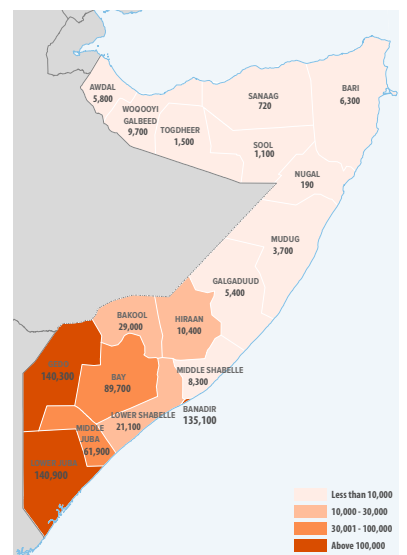 AWDAL
5,800
WOQOOYI
GALBEED
9,700
TOGDHEER
1,500
SANAAG
720
BARI
6,300
SOOL
1,100
NUGAL
190
MUDUG
3,700
GALGADUUD
5,400
BAKOOL
29,000
HIRAAN
10,400
GEDO
140,300
BAY
89,700
MIDDLE SHABELLE
8,300
BANADIR
135,100
LOWER SHABELLE
21,100
MIDDLE
JUBA
61,900
LOWER JUBA
140,900
Less than 10,000
10,000 - 30,000
30,001 - 100,000
Above 100,000